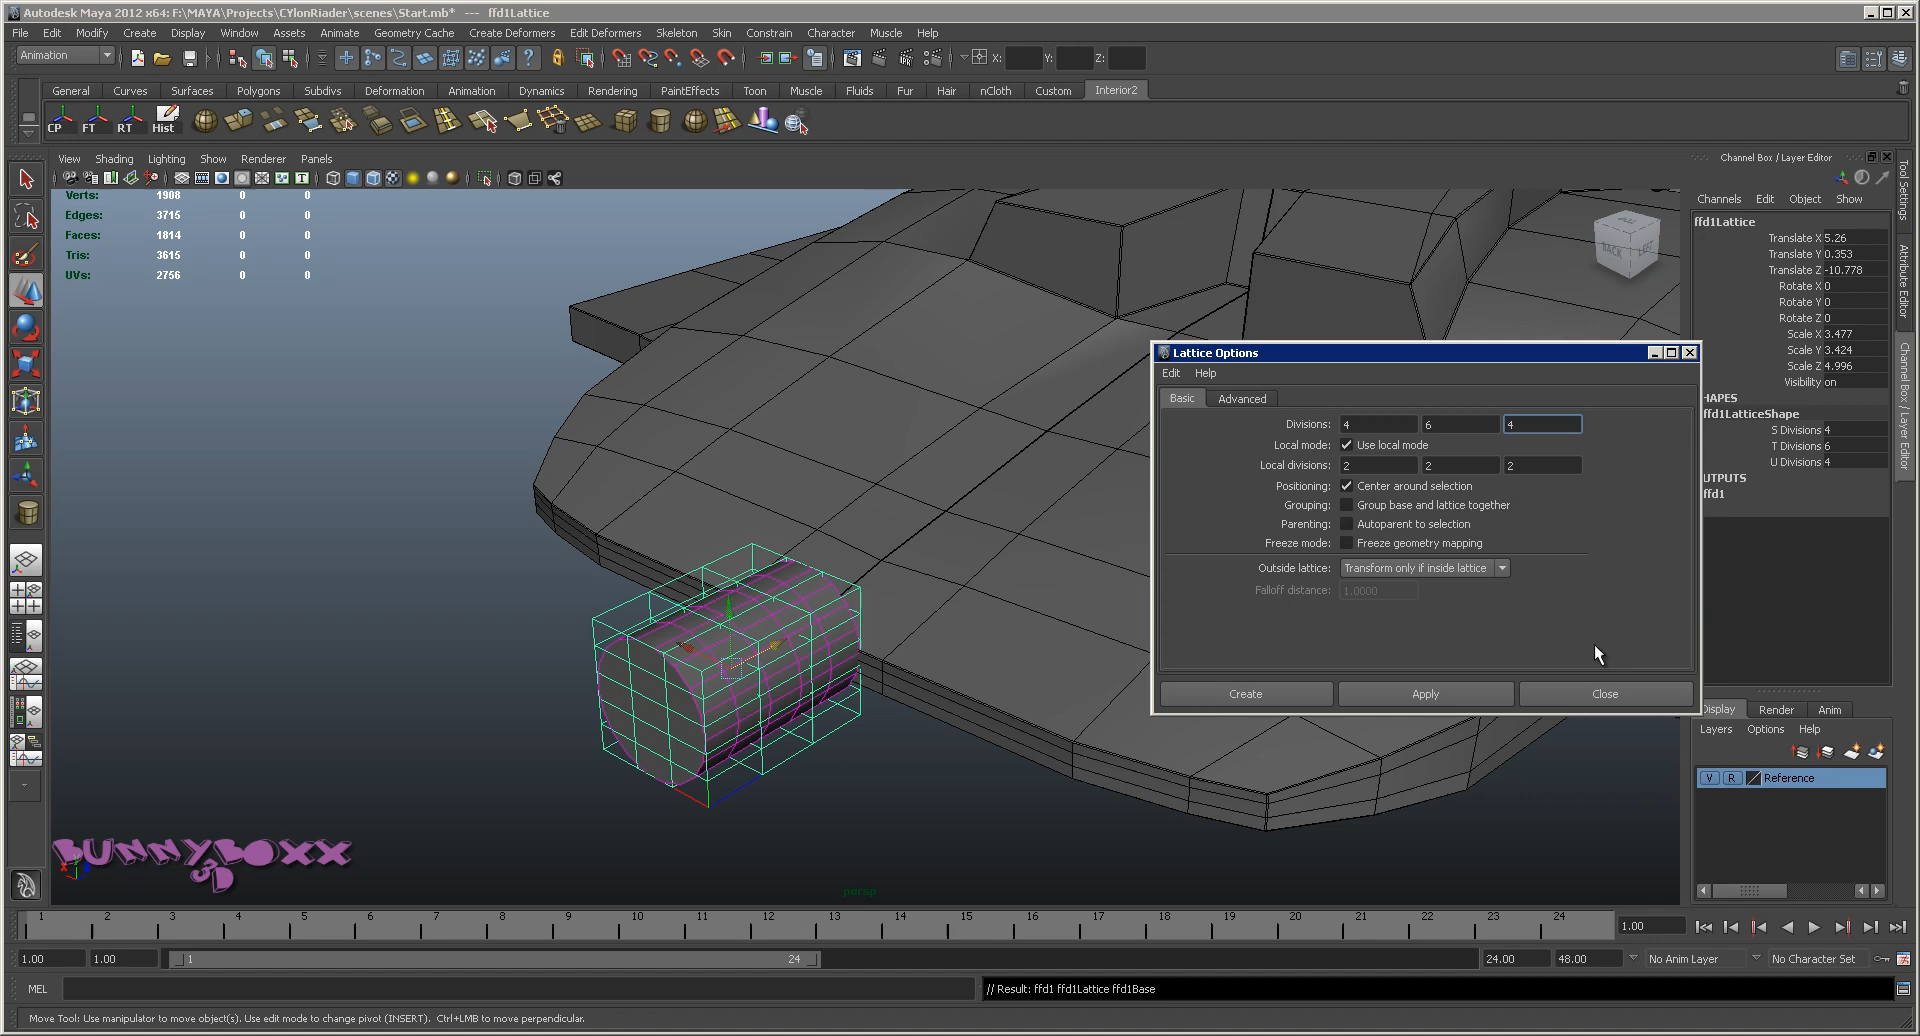 Autodesk Maya 2012 x64: F:\MAYA\Projects\CYlonRiader\scenes\Start.mb* --- ffd1Lattice
File Edit Modify Create Display Window Assets Animate Geometry Cache Create Deformers Edit Deformers Skeleton Skin Constrain Character Muscle Help
Animation X: Y: Z:
General Curves Surfaces Polygons Subdivs Deformation Animation Dynamics Rendering PaintEffects Toon Muscle Fluids Fur Hair nCloth Custom Interior2
CP FT RT Hist
View Shading Lighting Show Renderer Panels
Channel Box / Layer Editor
Channels Edit Object Show
Verts: 1908 0 0
Edges: 3715 0 0
Faces: 1814 0 0
Tris: 3615 0 0
UVs: 2756 0 0
BACK LEFT
ffd1Lattice
Translate X 5.26
Translate Y 0.353
Translate Z -10.778
Rotate X 0
Rotate Y 0
Rotate Z 0
Scale X 3.477
Scale Y 3.424
Scale Z 4.996
Visibility on
HAPES
ffd1LatticeShape
S Divisions 4
T Divisions 6
U Divisions 4
UTPUTS
ffd1
Tool Settings
Attribute Editor
Channel Box / Layer Editor
Lattice Options
Edit Help
Basic Advanced
Divisions: 4 6 4
Local mode: Use local mode
Local divisions: 2 2 2
Positioning: Center around selection
Grouping: Group base and lattice together
Parenting: Autoparent to selection
Freeze mode: Freeze geometry mapping
Outside lattice: Transform only if inside lattice
Falloff distance: 1.0000
Create Apply Close
Display Render Anim
Layers Options Help
V R Reference
BUNNYBOXX
3D
persp
1 2 3 4 5 6 7 8 9 10 11 12 13 14 15 16 17 18 19 20 21 22 23 24 1.00
1.00 1.00 1 24 24.00 48.00 No Anim Layer No Character Set
MEL // Result: ffd1 ffd1Lattice ffd1Base
Move Tool: Use manipulator to move object(s). Use edit mode to change pivot (INSERT). Ctrl+LMB to move perpendicular.